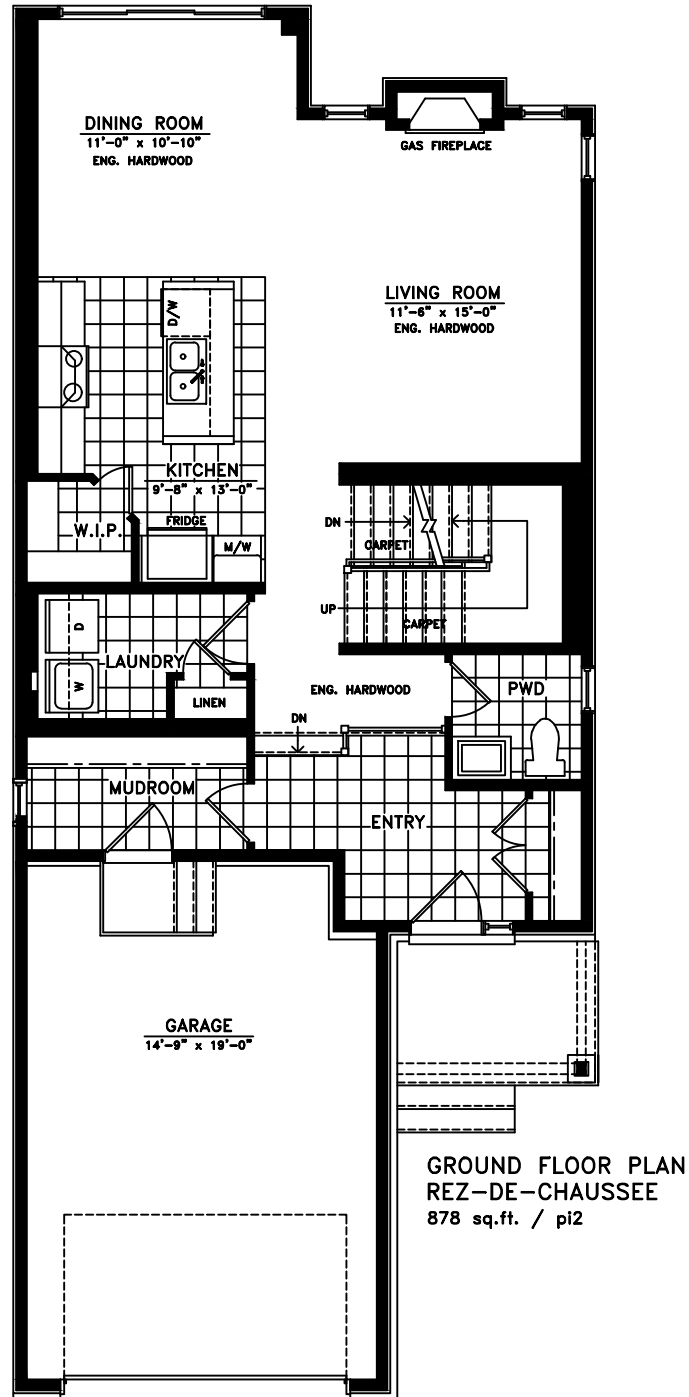 DINING ROOM
11'-0" x 10'-10"
ENG. HARDWOOD
GAS FIREPLACE
LIVING ROOM
11'-6" x 15'-0"
ENG. HARDWOOD
D/W
KITCHEN
9'-8" x 13'-0"
W.I.P.
FRIDGE
M/W
DN
CARPET
UP
CARPET
D
LAUNDRY
W
LINEN
ENG. HARDWOOD
PWD
DN
MUDROOM
ENTRY
GARAGE
14'-9" x 19'-0"
GROUND FLOOR PLAN
REZ-DE-CHAUSSEE
878 sq.ft. / pi2